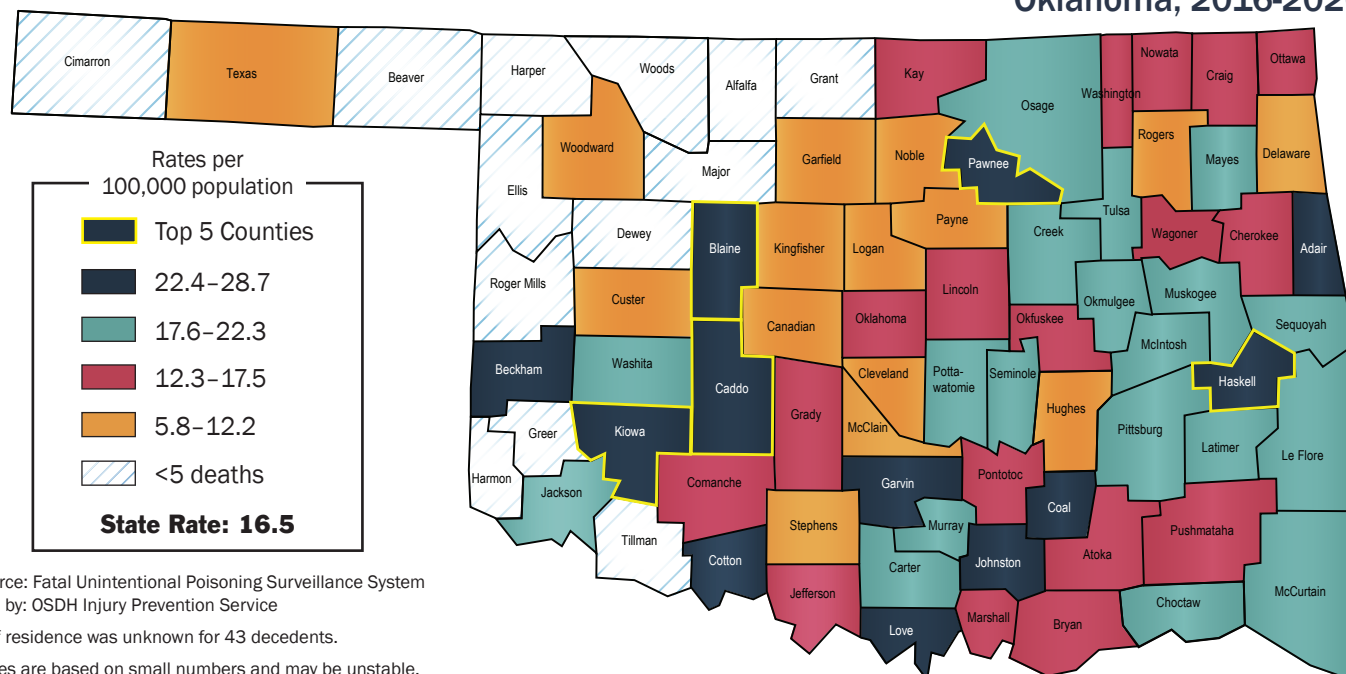 Oklahoma, 2016-202
Cimarron
Texas
Beaver
Harper
Woods
Alfalfa
Grant
Kay
Osage
Washington
Nowata
Craig
Ottawa
Woodward
Ellis
Major
Garfield
Noble
Pawnee
Rogers
Mayes
Delaware
Dewey
Blaine
Kingfisher
Logan
Payne
Creek
Tulsa
Wagoner
Cherokee
Adair
Roger Mills
Custer
Canadian
Oklahoma
Lincoln
Okfuskee
Okmulgee
Muskogee
Sequoyah
Beckham
Washita
Caddo
Cleveland
Potta-
watomie
Seminole
McIntosh
Haskell
Greer
Kiowa
Grady
McClain
Hughes
Pittsburg
Latimer
Le Flore
Harmon
Jackson
Comanche
Garvin
Pontotoc
Coal
Tillman
Stephens
Murray
Atoka
Pushmataha
Cotton
Carter
Johnston
McCurtain
Jefferson
Love
Marshall
Bryan
Choctaw
Rates per
100,000 population
Top 5 Counties
22.4–28.7
17.6–22.3
12.3–17.5
5.8–12.2
<5 deaths
State Rate: 16.5
rce: Fatal Unintentional Poisoning Surveillance System
by: OSDH Injury Prevention Service
f residence was unknown for 43 decedents.
es are based on small numbers and may be unstable.